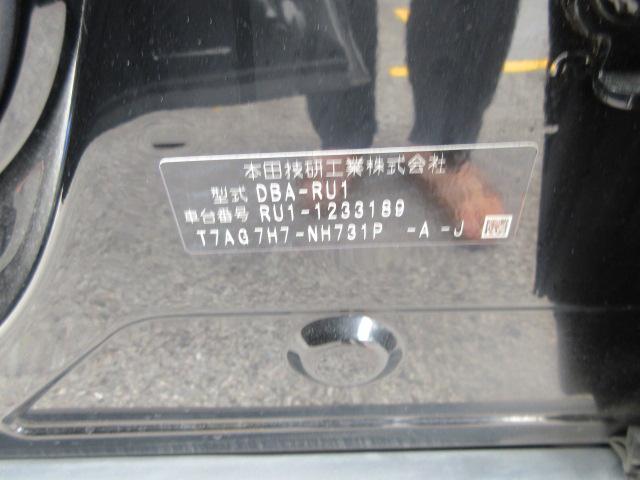 本田技研工業株式会社
型式 DBA-RU1
車台番号 RU1-1233189
T7AG7H7-NH731P -A -J